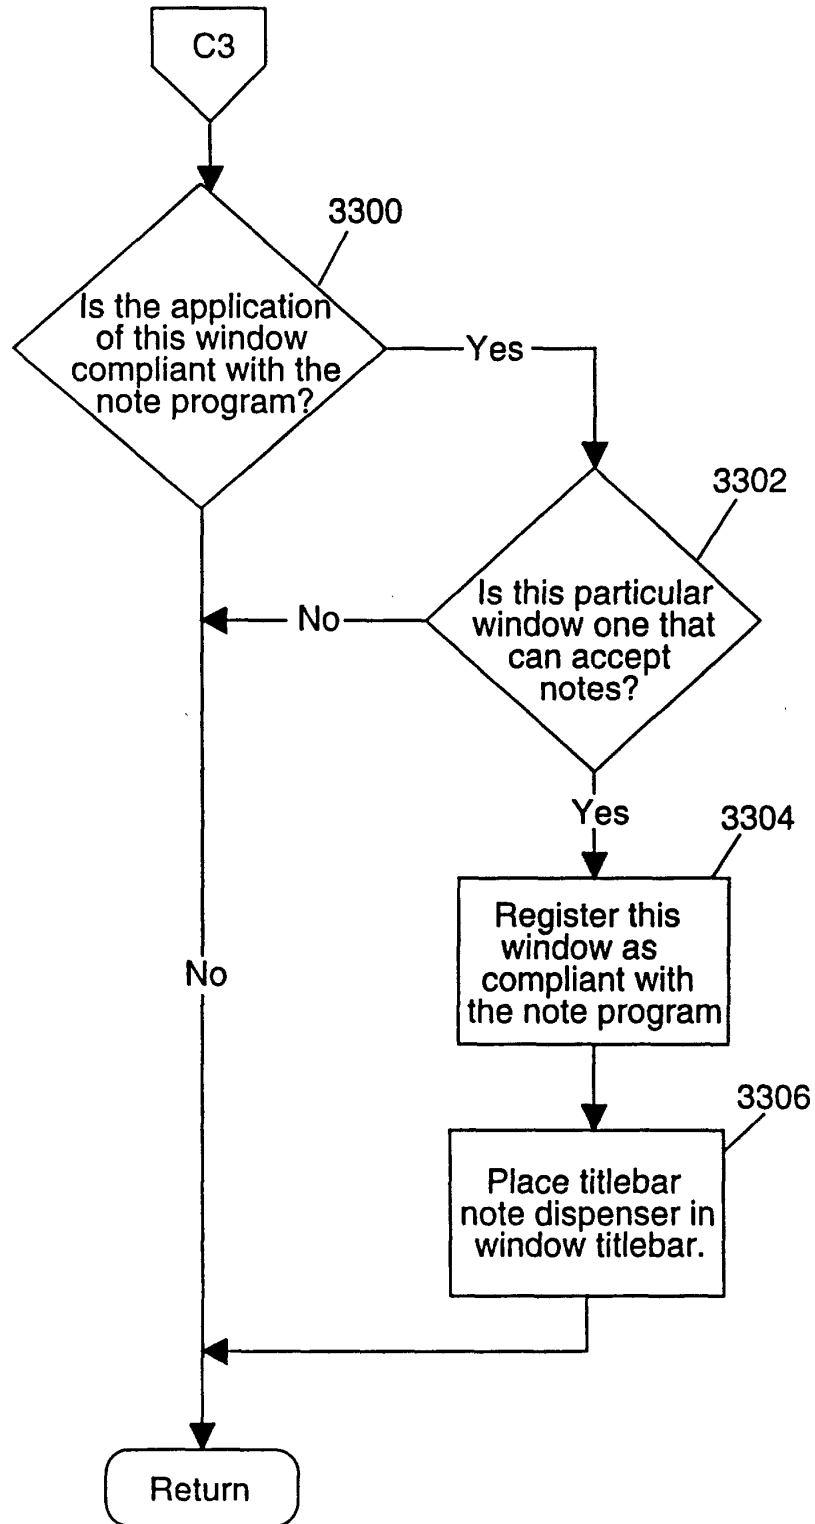 C3
3300
Is the application
of this window
compliant with the
note program?
Yes
3302
Is this particular
window one that
can accept
notes?
No
Yes
3304
Register this
window as
compliant with
the note program
No
3306
Place titlebar
note dispenser in
window titlebar.
Return